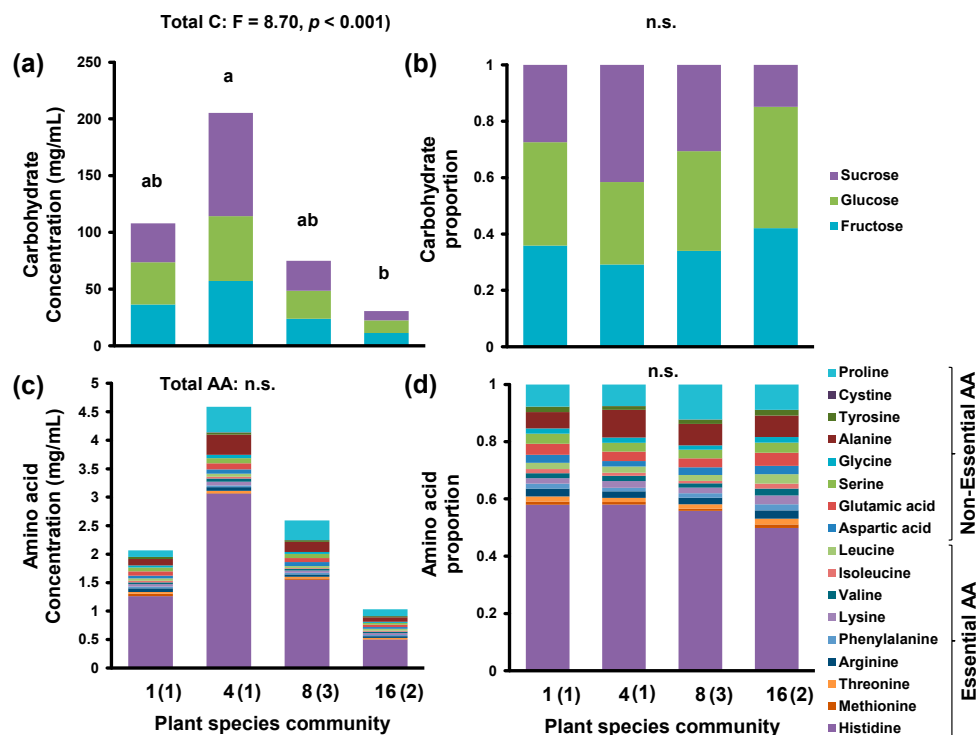 Total C: F = 8.70, p < 0.001)
n.s.
(a)
(b)
250
200
150
100
50
0
Carbohydrate
Concentration (mg/mL)
ab
a
ab
b
1
0.8
0.6
0.4
0.2
0
Carbohydrate
proportion
Sucrose
Glucose
Fructose
(c)
Total AA: n.s.
(d)
n.s.
5
4.5
4
3.5
3
2.5
2
1.5
1
0.5
0
Amino acid
Concentration (mg/mL)
1 (1)
4 (1)
8 (3)
16 (2)
Plant species community
1
0.8
0.6
0.4
0.2
0
Amino acid
proportion
1 (1)
4 (1)
8 (3)
16 (2)
Plant species community
Proline
Cystine
Tyrosine
Alanine
Glycine
Serine
Glutamic acid
Aspartic acid
Leucine
Isoleucine
Valine
Lysine
Phenylalanine
Arginine
Threonine
Methionine
Histidine
Non-Essential AA
Essential AA